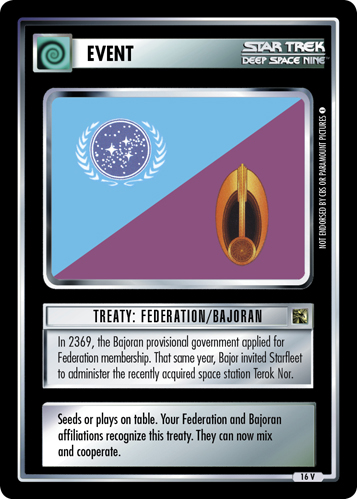 EVENT
STAR TREK
DEEP SPACE NINE™
NOT ENDORSED BY CBS OR PARAMOUNT PICTURES
TREATY: FEDERATION/BAJORAN
In 2369, the Bajoran provisional government applied for
Federation membership. That same year, Bajor invited Starfleet
to administer the recently acquired space station Terok Nor.
Seeds or plays on table. Your Federation and Bajoran
affiliations recognize this treaty. They can now mix
and cooperate.
16 V